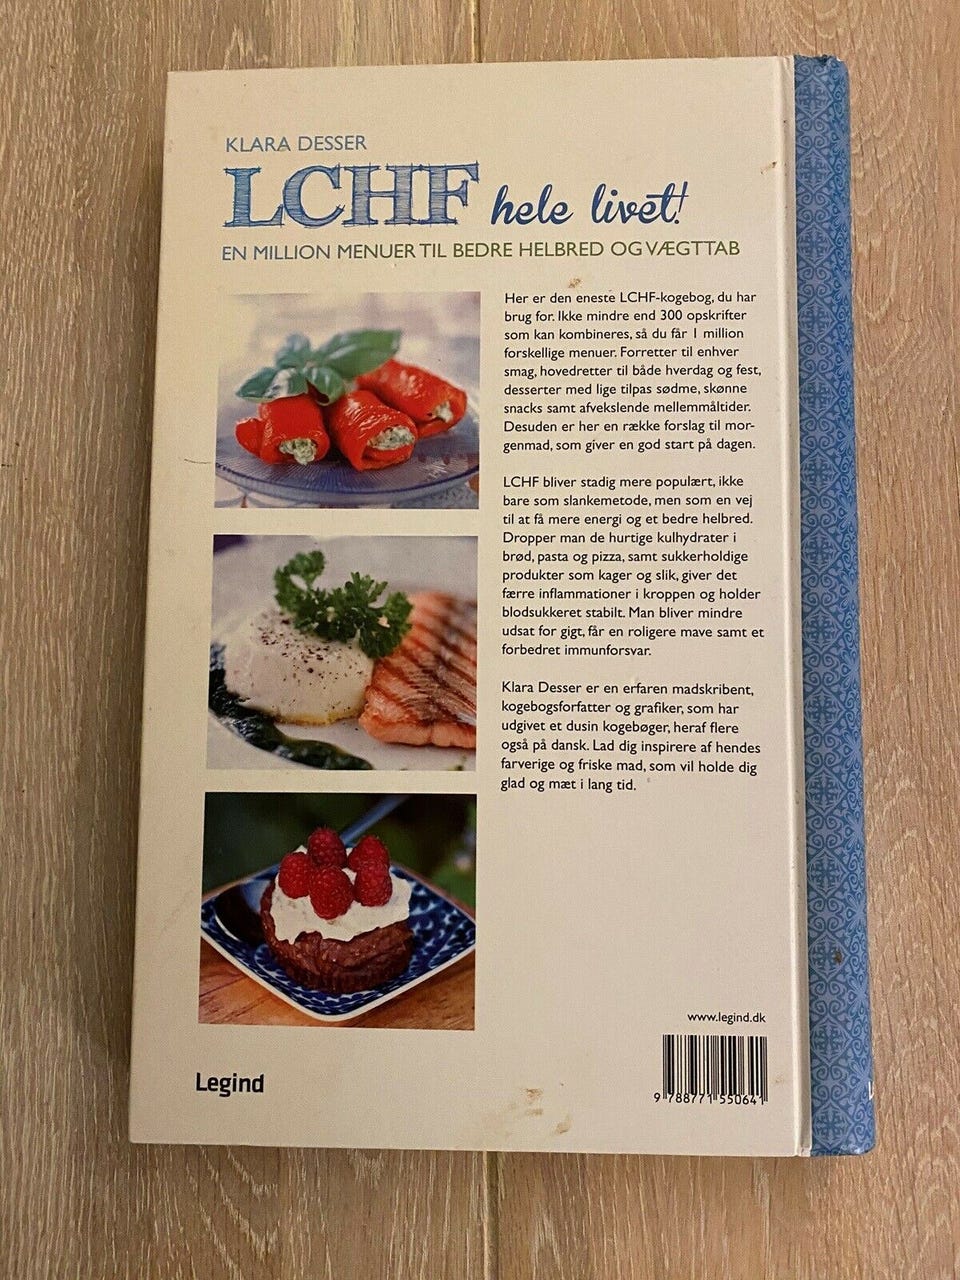 KLARA DESSER
LCHF hele livet!
EN MILLION MENUER TIL BEDRE HELBRED OG VÆGTTAB
Her er den eneste LCHF-kogebog, du har
brug for. Ikke mindre end 300 opskrifter
som kan kombineres, så du får 1 million
forskellige menuer. Forretter til enhver
smag, hovedretter til både hverdag og fest,
desserter med lige tilpas sødme, skønne
snacks samt afvekslende mellemmåltider.
Desuden er her en række forslag til mor-
genmad, som giver en god start på dagen.
LCHF bliver stadig mere populært, ikke
bare som slankemetode, men som en vej
til at få mere energi og et bedre helbred.
Dropper man de hurtige kulhydrater i
brød, pasta og pizza, samt sukkerholdige
produkter som kager og slik, giver det
færre inflammationer i kroppen og holder
blodsukkeret stabilt. Man bliver mindre
udsat for gigt, får en roligere mave samt et
forbedret immunforsvar.
Klara Desser er en erfaren madskribent,
kogebogsforfatter og grafiker, som har
udgivet et dusin kogebøger, heraf flere
også på dansk. Lad dig inspirere af hendes
farverige og friske mad, som vil holde dig
glad og mæt i lang tid.
www.legind.dk
9 788771 550641
Legind